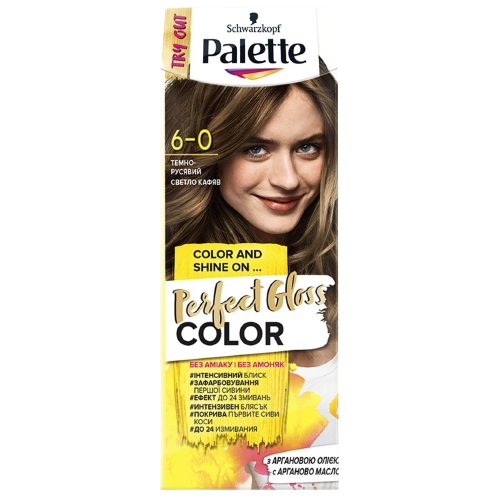 TRY OUT
Schwarzkopf
Palette
6-0
ТЕМНО-
РУСЯВИЙ
СВЕТЛО КАФЯВ
COLOR AND
SHINE ON ...
Perfect Gloss
COLOR
БЕЗ АМІАКУ | БЕЗ АМОНЯК
#ІНТЕНСИВНИЙ БЛИСК
#ЗАФАРБОВУВАННЯ
ПЕРШОЇ СИВИНИ
#ЕФЕКТ ДО 24 ЗМИВАНЬ
#ИНТЕНЗИВЕН БЛЯСЪК
#ПОКРИВА ПЪРВИТЕ СИВИ
КОСИ
#ДО 24 ИЗМИВАНИЯ
з АРГАНОВОЮ ОЛІЄЮ
с АРГАНОВО МАСЛО